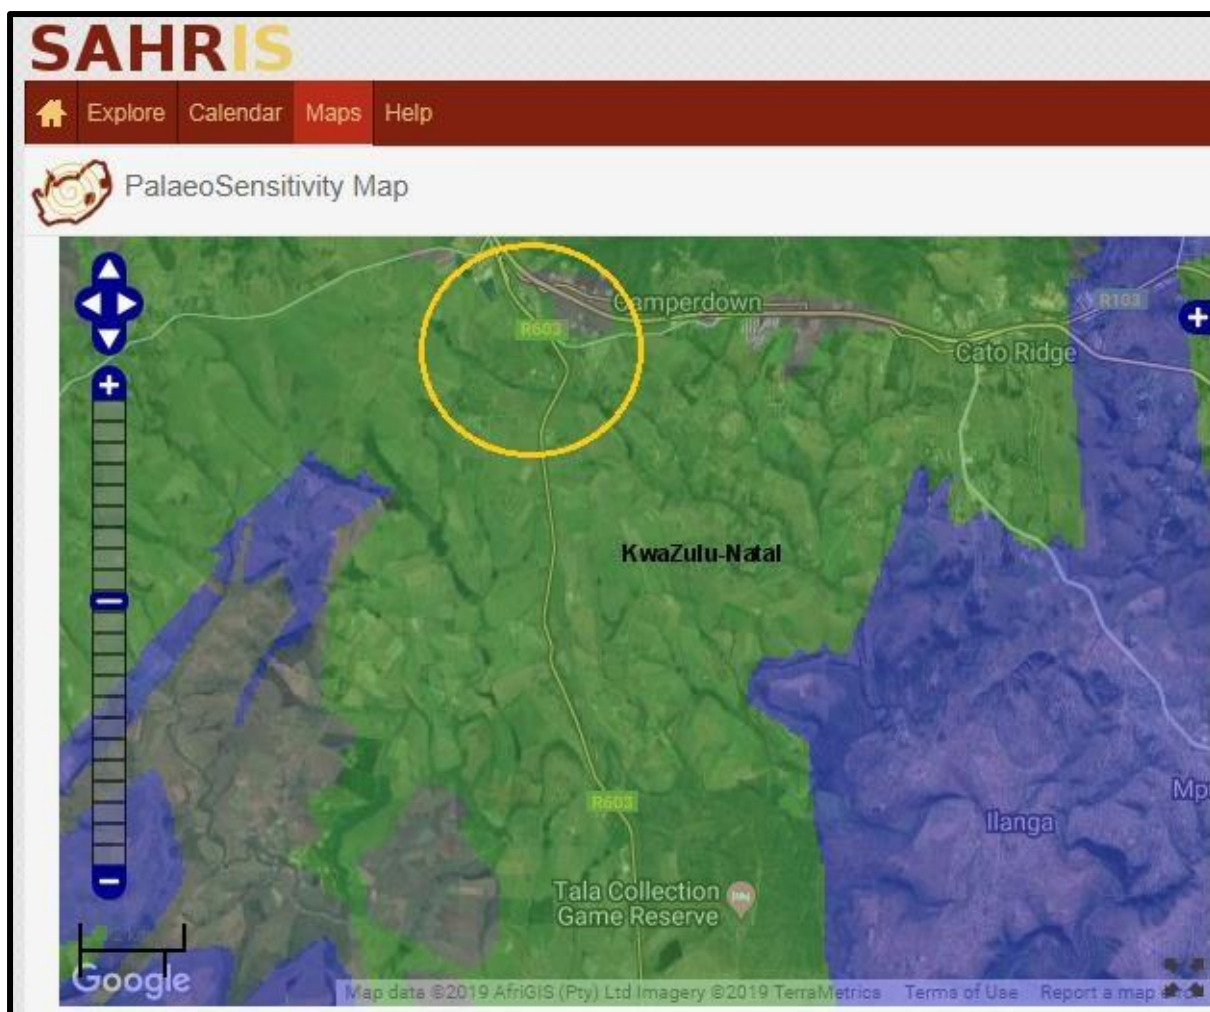 SAHRIS
Explore Calendar Maps Help
PalaeoSensitivity Map
Camperdown
R603
R103
Cato Ridge
KwaZulu-Natal
R603
Ilanga
Tala Collection
Game Reserve
Google
Map data ©2019 AfriGIS (Pty) Ltd Imagery ©2019 TerraMetrics Terms of Use Report a map